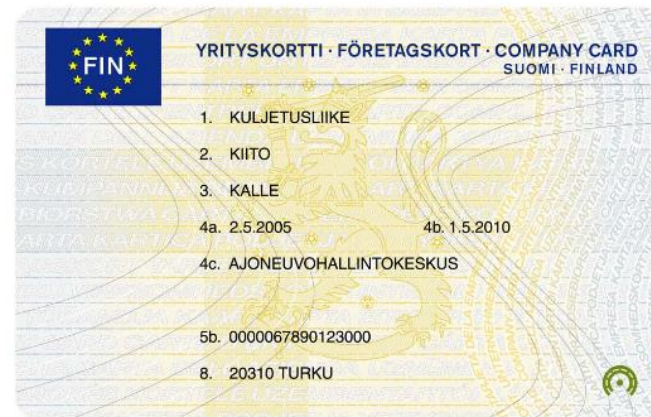 FIN
YRITYSKORTTI · FÖRETAGSKORT · COMPANY CARD
SUOMI · FINLAND
1. KULJETUSLIIKE
2. KIITO
3. KALLE
4a. 2.5.2005 4b. 1.5.2010
4c. AJONEUVOHALLINTOKESKUS
5b. 0000067890123000
8. 20310 TURKU